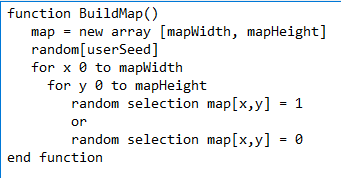 function BuildMap()
map = new array [mapWidth, mapHeight]
random[userSeed]
for x 0 to mapWidth
for y 0 to mapHeight
random selection map[x,y] = 1
or
random selection map[x,y] = 0
end function